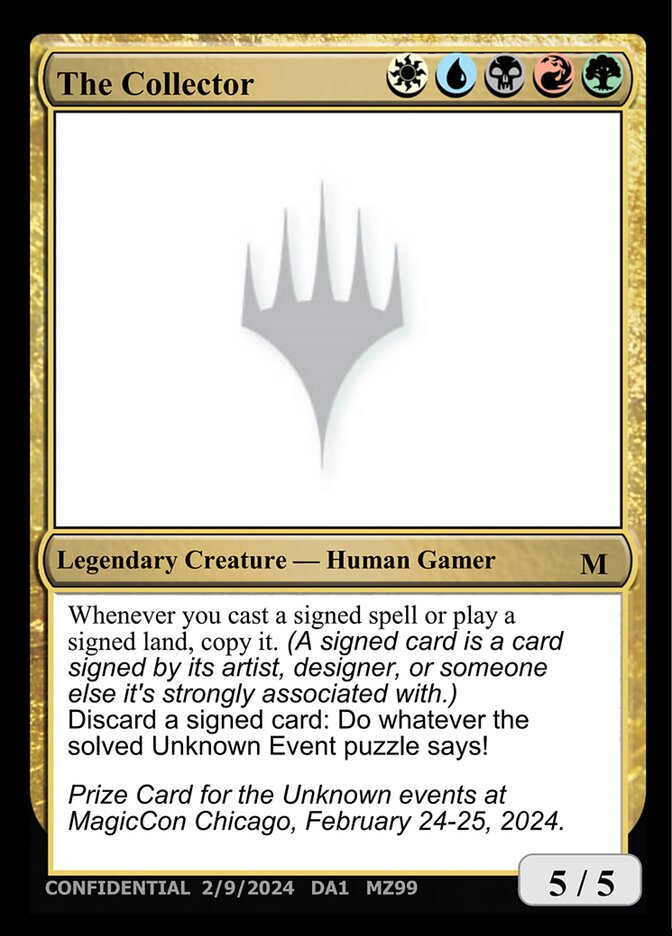 The Collector
Legendary Creature — Human Gamer M
Whenever you cast a signed spell or play a
signed land, copy it. (A signed card is a card
signed by its artist, designer, or someone
else it's strongly associated with.)
Discard a signed card: Do whatever the
solved Unknown Event puzzle says!
Prize Card for the Unknown events at
MagicCon Chicago, February 24-25, 2024.
CONFIDENTIAL 2/9/2024 DA1 MZ99
5 / 5